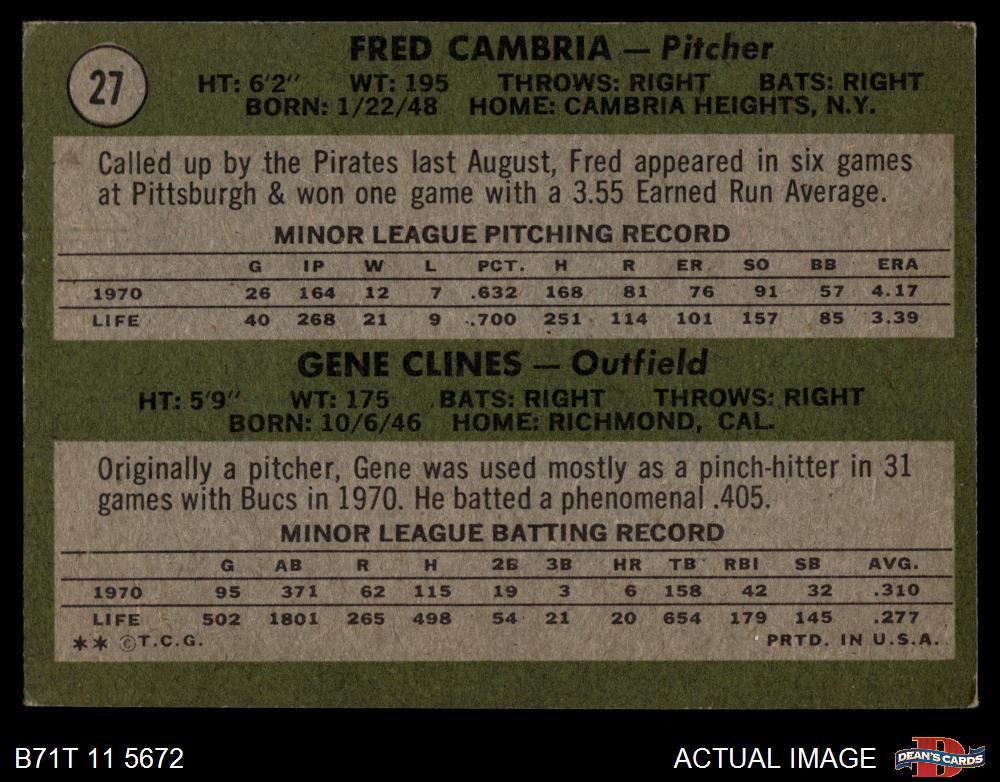 27
FRED CAMBRIA — Pitcher
HT: 6'2" WT: 195 THROWS: RIGHT BATS: RIGHT
BORN: 1/22/48 HOME: CAMBRIA HEIGHTS, N.Y.
Called up by the Pirates last August, Fred appeared in six games
at Pittsburgh & won one game with a 3.55 Earned Run Average.
MINOR LEAGUE PITCHING RECORD
G IP W L PCT. H R ER SO BB ERA
1970 26 164 12 7 .632 168 81 76 91 57 4.17
LIFE 40 268 21 9 .700 251 114 101 157 85 3.39
GENE CLINES — Outfield
HT: 5'9" WT: 175 BATS: RIGHT THROWS: RIGHT
BORN: 10/6/46 HOME: RICHMOND, CAL.
Originally a pitcher, Gene was used mostly as a pinch-hitter in 31
games with Bucs in 1970. He batted a phenomenal .405.
MINOR LEAGUE BATTING RECORD
G AB R H 2B 3B HR TB RBI SB AVG.
1970 95 371 62 115 19 3 6 158 42 32 .310
LIFE 502 1801 265 498 54 21 20 654 179 145 .277
** ©T.C.G. PRTD. IN U.S.A.
B71T 11 5672 ACTUAL IMAGE
D
DEAN'S CARDS